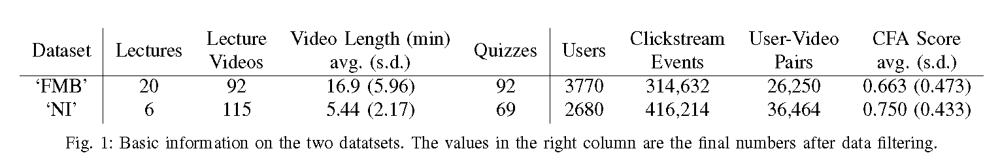 Dataset Lectures Lecture Videos Video Length (min) avg. (s.d.) Quizzes Users Clickstream Events User-Video Pairs CFA Score avg. (s.d.)
‘FMB’ 20 92 16.9 (5.96) 92 3770 314,632 26,250 0.663 (0.473)
‘NI’ 6 115 5.44 (2.17) 69 2680 416,214 36,464 0.750 (0.433)
Fig. 1: Basic information on the two datatsets. The values in the right column are the final numbers after data filtering.